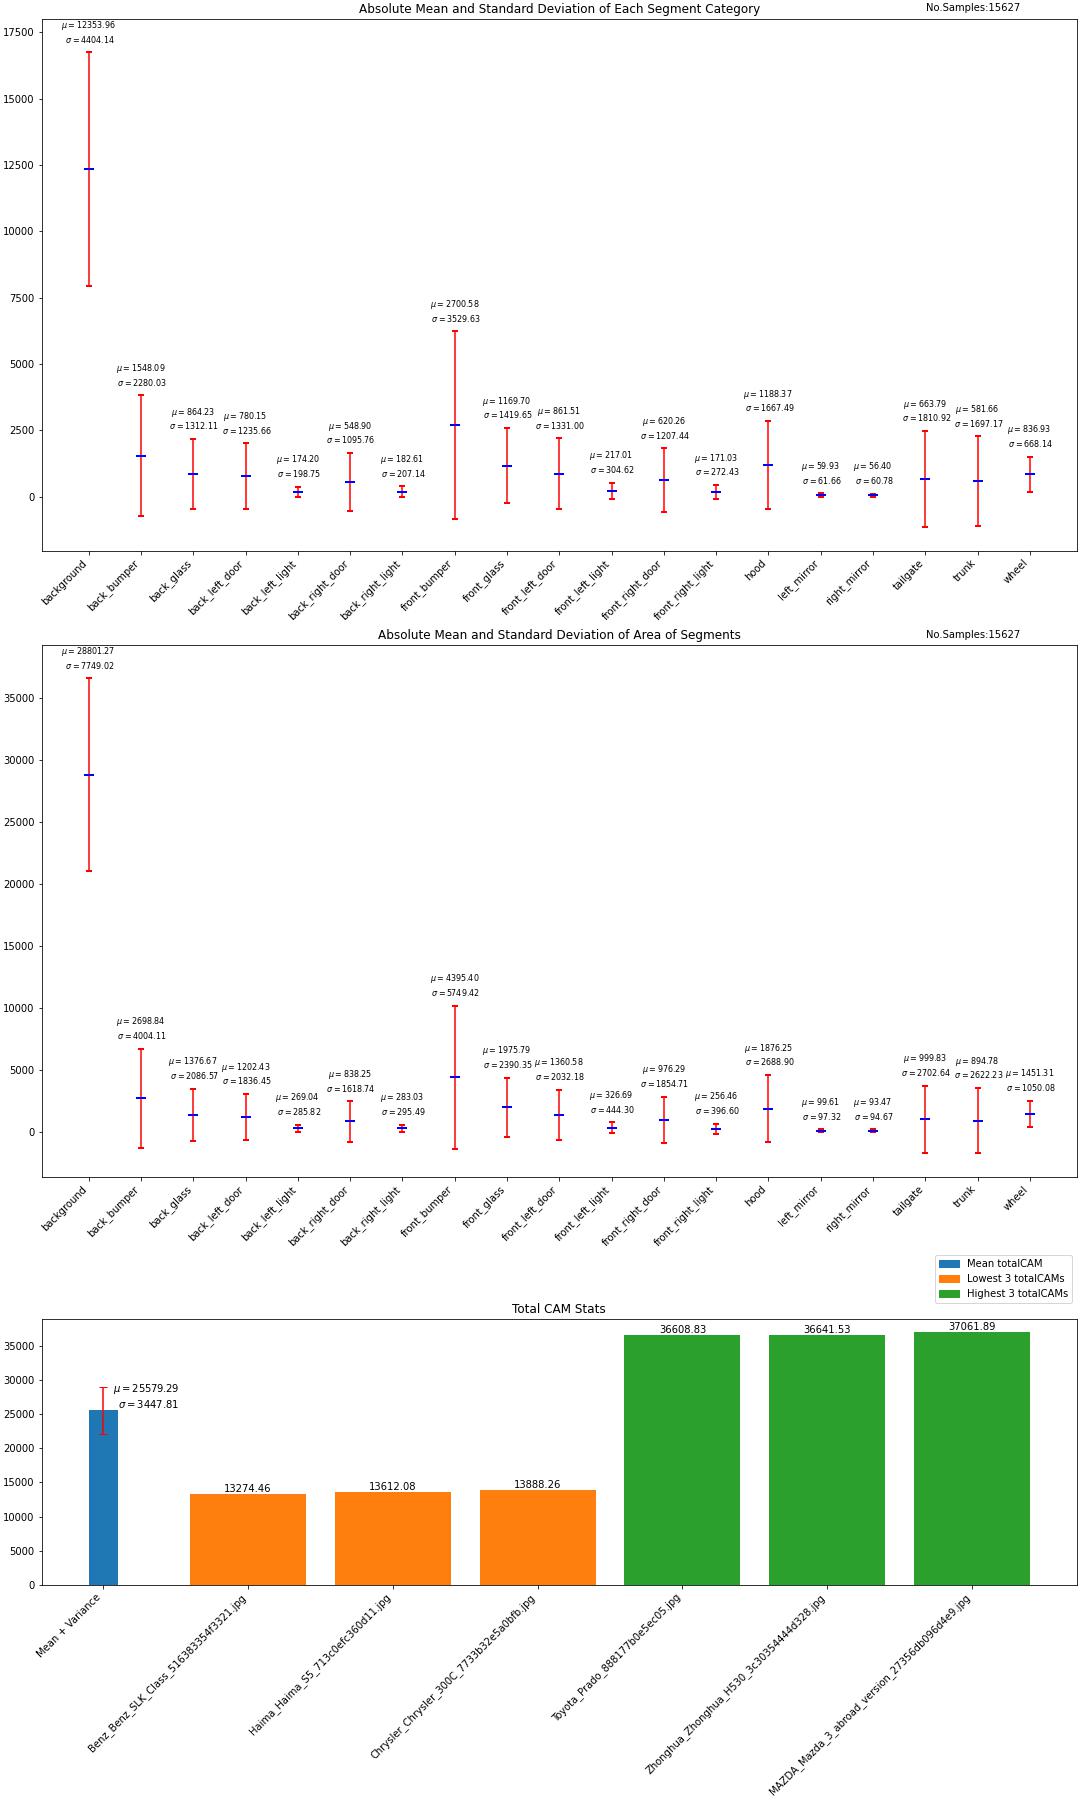 Absolute Mean and Standard Deviation of Each Segment Category
No.Samples:15627
17500
15000
12500
10000
7500
5000
2500
0
μ = 12353.96
σ = 4404.14
μ = 1548.09
σ = 2280.03
μ = 864.23
σ = 1312.11
μ = 780.15
σ = 1235.66
μ = 174.20
σ = 198.75
μ = 548.90
σ = 1095.76
μ = 182.61
σ = 207.14
μ = 2700.58
σ = 3529.63
μ = 1169.70
σ = 1419.65
μ = 861.51
σ = 1331.00
μ = 217.01
σ = 304.62
μ = 620.26
σ = 1207.44
μ = 171.03
σ = 272.43
μ = 1188.37
σ = 1667.49
μ = 59.93
σ = 61.66
μ = 56.40
σ = 60.78
μ = 663.79
σ = 1810.92
μ = 581.66
σ = 1697.17
μ = 836.93
σ = 668.14
background
back_bumper
back_glass
back_left_door
back_left_light
back_right_door
back_right_light
front_bumper
front_glass
front_left_door
front_left_light
front_right_door
front_right_light
hood
left_mirror
right_mirror
tailgate
trunk
wheel
Absolute Mean and Standard Deviation of Area of Segments
No.Samples:15627
35000
30000
25000
20000
15000
10000
5000
0
μ = 28801.27
σ = 7749.02
μ = 2698.84
σ = 4004.11
μ = 1376.67
σ = 2086.57
μ = 1202.43
σ = 1836.45
μ = 269.04
σ = 285.82
μ = 838.25
σ = 1618.74
μ = 283.03
σ = 295.49
μ = 4395.40
σ = 5749.42
μ = 1975.79
σ = 2390.35
μ = 1360.58
σ = 2032.18
μ = 326.69
σ = 444.30
μ = 976.29
σ = 1854.71
μ = 256.46
σ = 396.60
μ = 1876.25
σ = 2688.90
μ = 99.61
σ = 97.32
μ = 93.47
σ = 94.67
μ = 999.83
σ = 2702.64
μ = 894.78
σ = 2622.23
μ = 1451.31
σ = 1050.08
background
back_bumper
back_glass
back_left_door
back_left_light
back_right_door
back_right_light
front_bumper
front_glass
front_left_door
front_left_light
front_right_door
front_right_light
hood
left_mirror
right_mirror
tailgate
trunk
wheel
Mean totalCAM
Lowest 3 totalCAMs
Highest 3 totalCAMs
Total CAM Stats
35000
30000
25000
20000
15000
10000
5000
0
μ = 25579.29
σ = 3447.81
13274.46
13612.08
13888.26
36608.83
36641.53
37061.89
Mean + Variance
Benz_Benz_SLK_Class_516383354f3321.jpg
Haima_Haima_S5_713c0efc360d11.jpg
Chrysler_Chrysler_300C_7733b32e5a0bfb.jpg
Toyota_Prado_888177b0e5ec05.jpg
Zhonghua_Zhonghua_H530_3c30354444d328.jpg
MAZDA_Mazda_3_abroad_version_27356db096d4e9.jpg